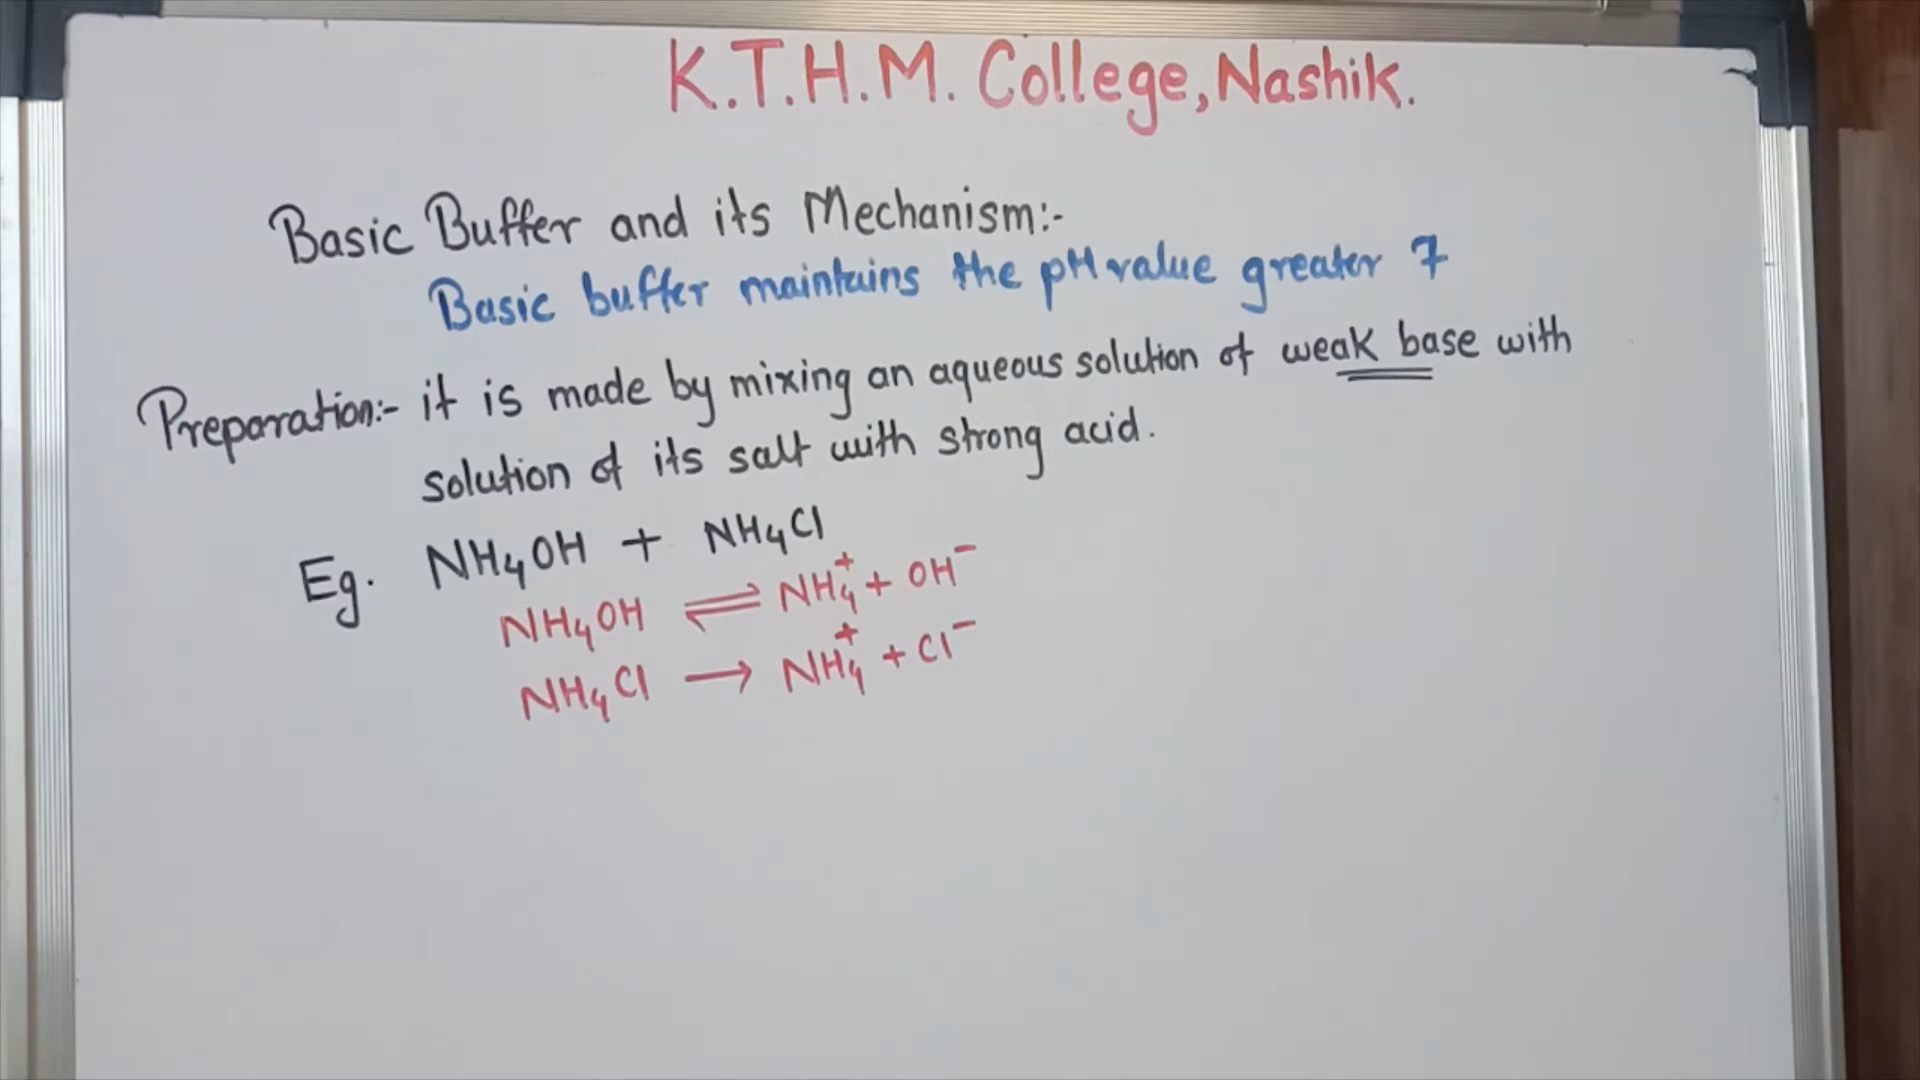 K.T.H.M. College, Nashik.
Basic Buffer and its Mechanism:-
Basic buffer maintains the pH value greater 7
Preparation:- it is made by mixing an aqueous solution of weak base with
solution of its salt with strong acid.
Eg. NH₄OH + NH₄Cl
NH₄OH ⇌ NH₄⁺ + OH⁻
NH₄Cl → NH₄⁺ + Cl⁻